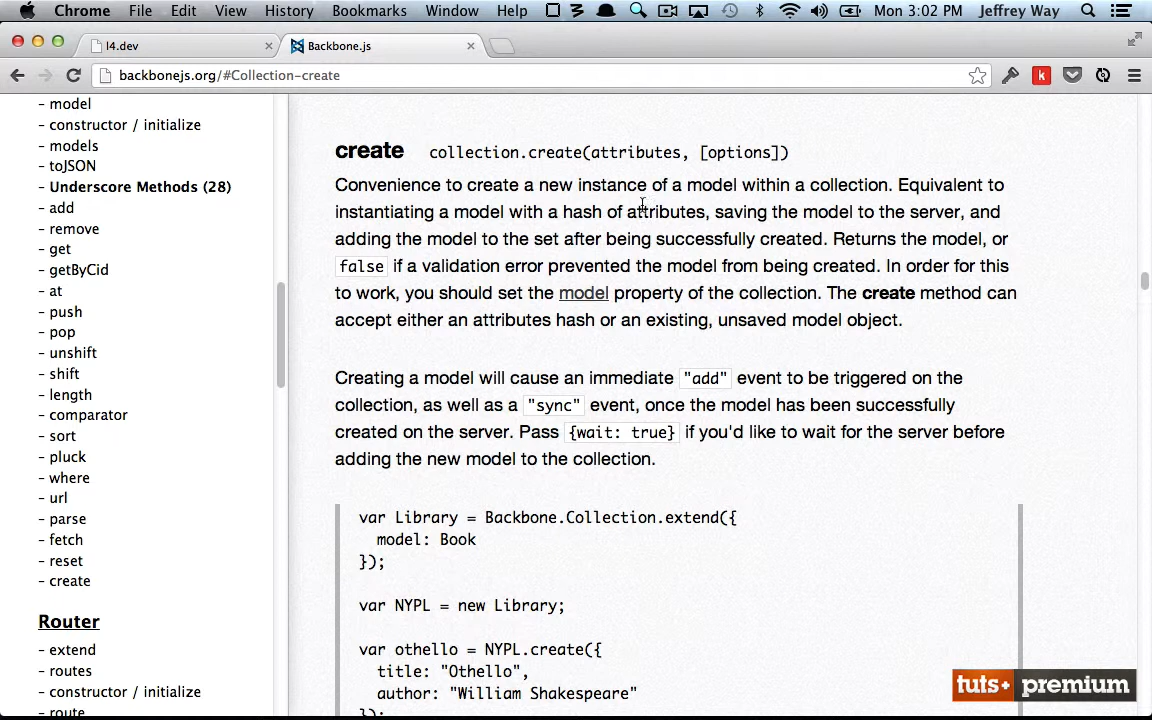 Chrome File Edit View History Bookmarks Window Help Mon 3:02 PM Jeffrey Way
l4.dev
Backbone.js
backbonejs.org/#Collection-create
- model
- constructor / initialize
- models
- toJSON
- Underscore Methods (28)
- add
- remove
- get
- getByCid
- at
- push
- pop
- unshift
- shift
- length
- comparator
- sort
- pluck
- where
- url
- parse
- fetch
- reset
- create
Router
- extend
- routes
- constructor / initialize
- route
create collection.create(attributes, [options])
Convenience to create a new instance of a model within a collection. Equivalent to
instantiating a model with a hash of attributes, saving the model to the server, and
adding the model to the set after being successfully created. Returns the model, or
false if a validation error prevented the model from being created. In order for this
to work, you should set the model property of the collection. The create method can
accept either an attributes hash or an existing, unsaved model object.
Creating a model will cause an immediate "add" event to be triggered on the
collection, as well as a "sync" event, once the model has been successfully
created on the server. Pass {wait: true} if you'd like to wait for the server before
adding the new model to the collection.
var Library = Backbone.Collection.extend({
model: Book
});
var NYPL = new Library;
var othello = NYPL.create({
title: "Othello",
author: "William Shakespeare"
});
tuts+ premium